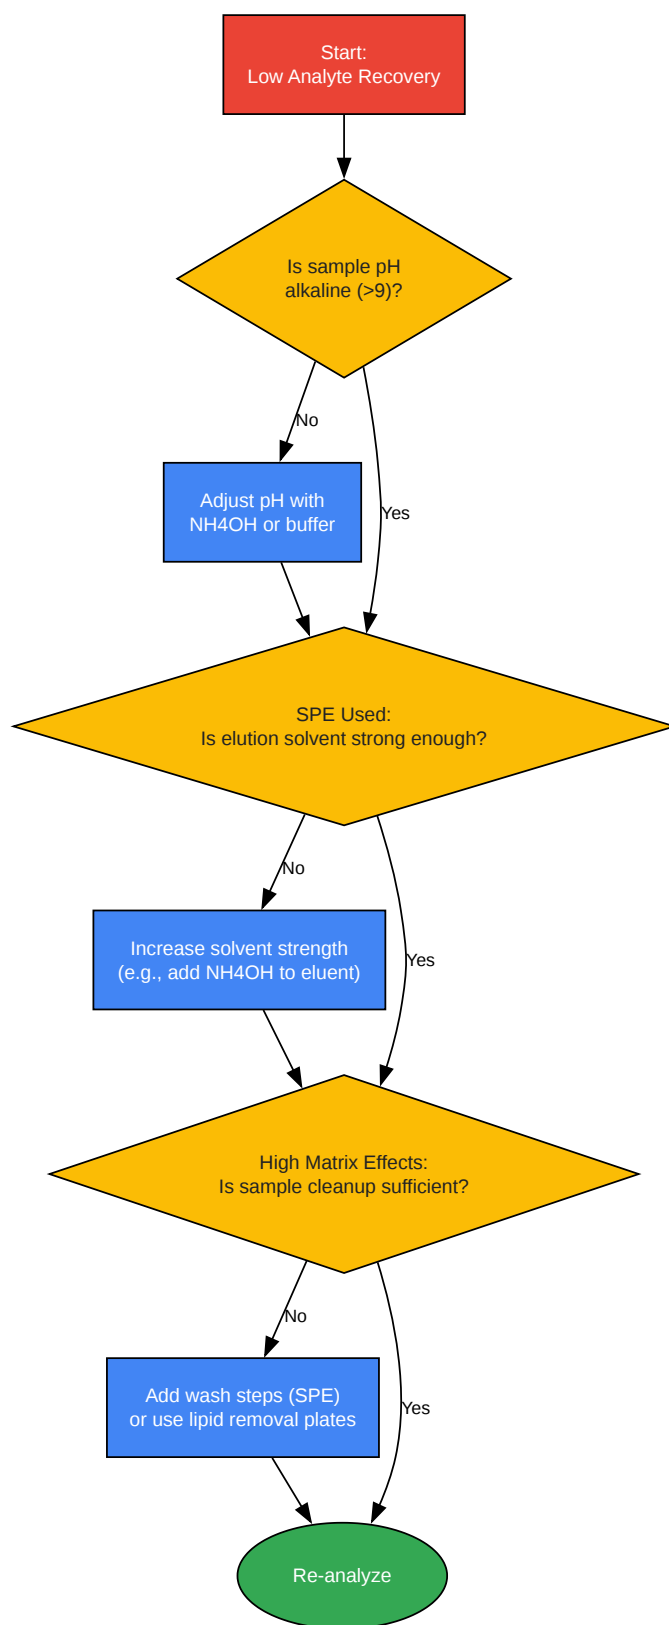 Start:
Low Analyte Recovery
Is sample pH
alkaline (>9)?
No
Adjust pH with
NH4OH or buffer
Yes
SPE Used:
Is elution solvent strong enough?
No
Increase solvent strength
(e.g., add NH4OH to eluent)
Yes
High Matrix Effects:
Is sample cleanup sufficient?
No
Add wash steps (SPE)
or use lipid removal plates
Yes
Re-analyze